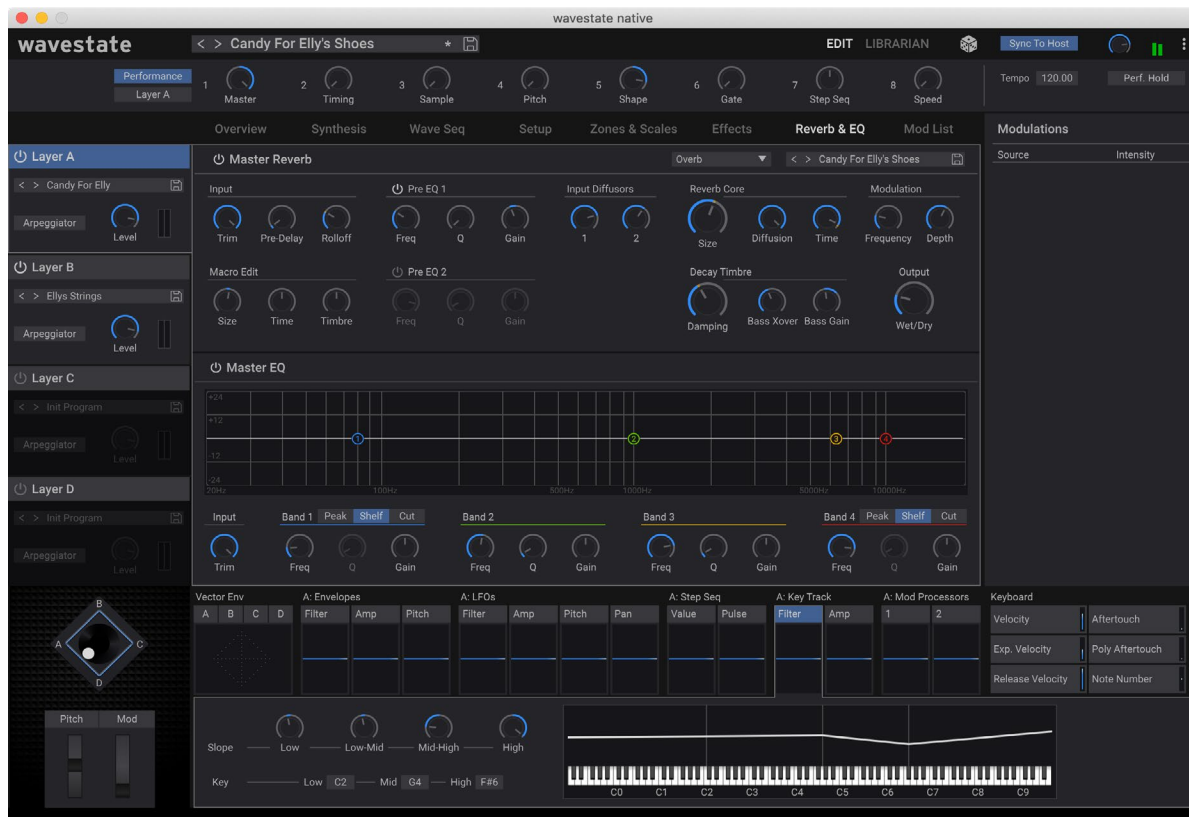 wavestate native
wavestate < > Candy For Elly's Shoes * EDIT LIBRARIAN Sync To Host
Performance
Layer A
1 Master 2 Timing 3 Sample 4 Pitch 5 Shape 6 Gate 7 Step Seq 8 Speed
Tempo 120.00 Perf. Hold
Overview Synthesis Wave Seq Setup Zones & Scales Effects Reverb & EQ Mod List
Modulations
Source Intensity
Layer A
< > Candy For Elly
Arpeggiator
Level
Layer B
< > Ellys Strings
Arpeggiator
Level
Layer C
< > Init Program
Arpeggiator
Level
Layer D
< > Init Program
Arpeggiator
Level
Master Reverb Overb < > Candy For Elly's Shoes
Input Pre EQ 1 Input Diffusors Reverb Core Modulation
Trim Pre-Delay Rolloff Freq Q Gain 1 2 Size Diffusion Time Frequency Depth
Macro Edit Pre EQ 2 Decay Timbre Output
Size Time Timbre Freq Q Gain Damping Bass Xover Bass Gain Wet/Dry
Master EQ
+24
+12
1 2 3 4
-12
-24
20Hz 100Hz 500Hz 1000Hz 5000Hz 10000Hz
Input Band 1 Peak Shelf Cut Band 2 Band 3 Band 4 Peak Shelf Cut
Trim Freq Q Gain Freq Q Gain Freq Q Gain Freq Q Gain
B
A C
D
Pitch Mod
Vector Env A: Envelopes A: LFOs A: Step Seq A: Key Track A: Mod Processors Keyboard
A B C D Filter Amp Pitch Filter Amp Pitch Pan Value Pulse Filter Amp 1 2
Velocity Aftertouch
Exp. Velocity Poly Aftertouch
Release Velocity Note Number
Slope Low Low-Mid Mid-High High
Key Low C2 Mid G4 High F#6
C0 C1 C2 C3 C4 C5 C6 C7 C8 C9